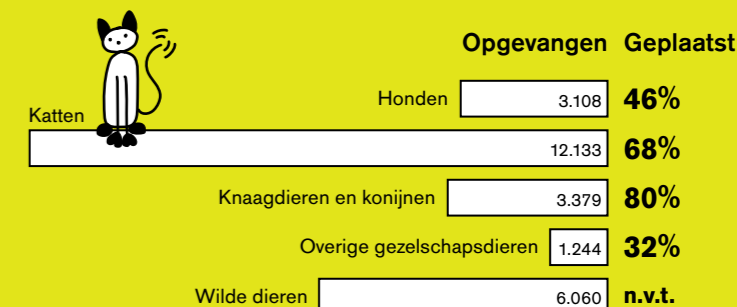 Opgevangen Geplaatst
Honden 3.108 46%
Katten
12.133 68%
Knaagdieren en konijnen 3.379 80%
Overige gezelschapsdieren 1.244 32%
Wilde dieren 6.060 n.v.t.